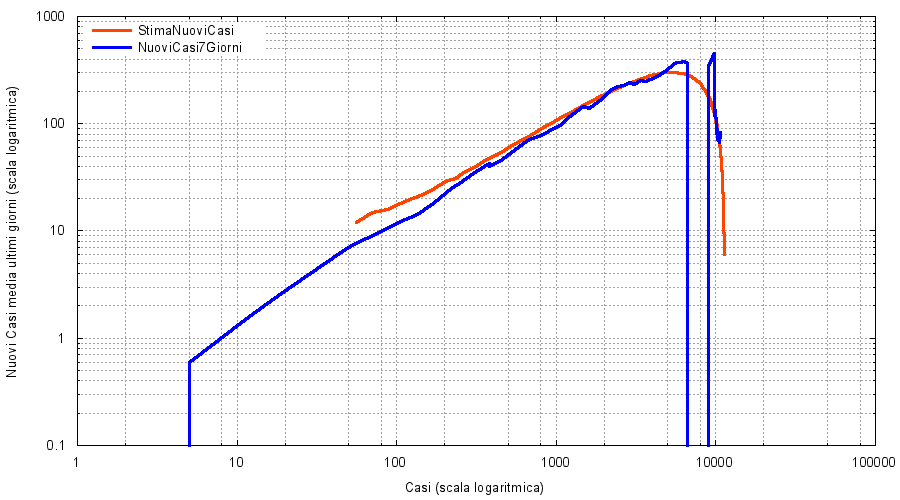 StimaNuoviCasi
NuoviCasi7Giorni
1000
100
10
1
0.1
Nuovi Casi media ultimi giorni (scala logaritmica)
1 10 100 1000 10000 100000
Casi (scala logaritmica)